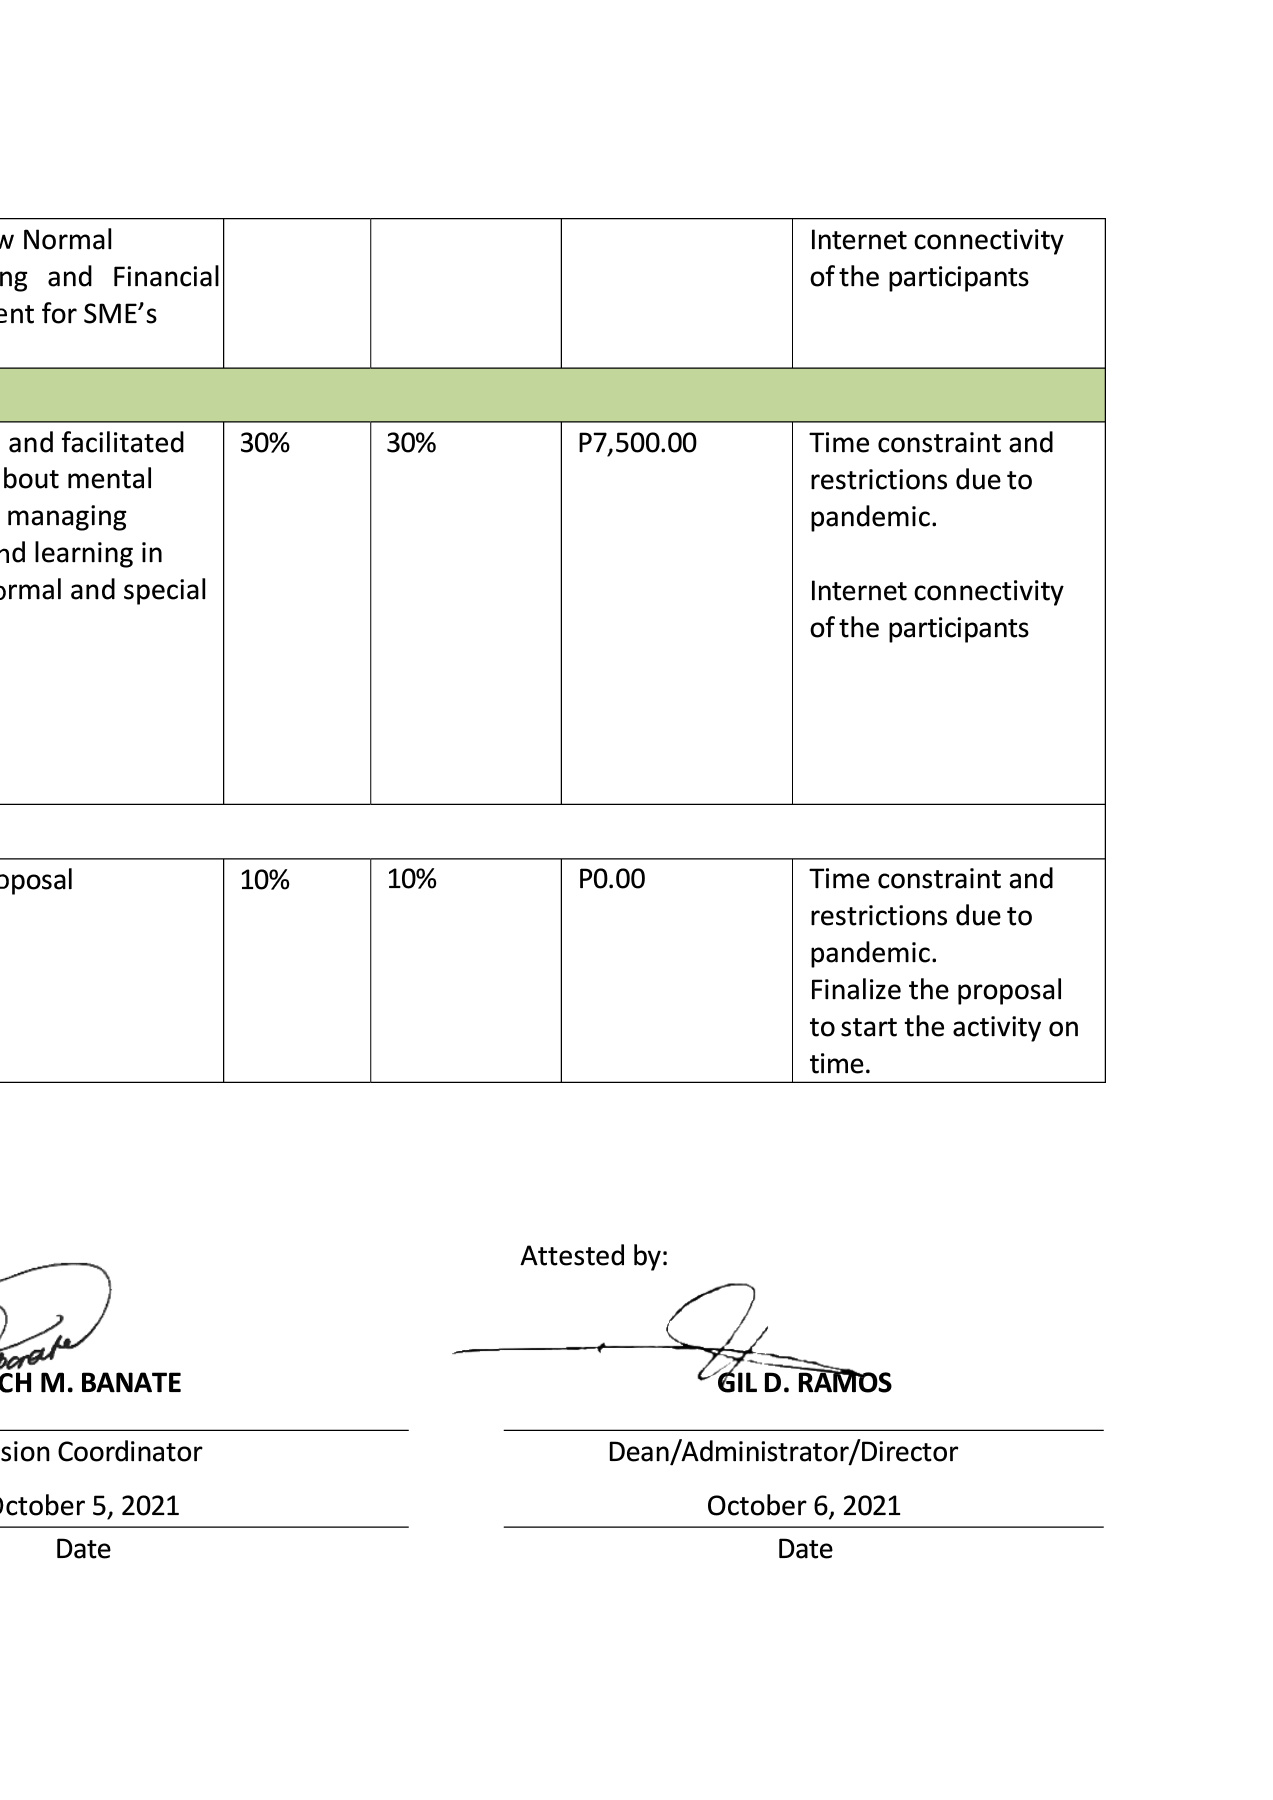 w Normal
ng and Financial
ent for SME’s
Internet connectivity
of the participants
and facilitated
bout mental
managing
nd learning in
ormal and special
30%
30%
P7,500.00
Time constraint and
restrictions due to
pandemic.
Internet connectivity
of the participants
oposal
10%
10%
P0.00
Time constraint and
restrictions due to
pandemic.
Finalize the proposal
to start the activity on
time.
Attested by:
CH M. BANATE
GIL D. RAMOS
sion Coordinator
Dean/Administrator/Director
October 5, 2021
October 6, 2021
Date
Date